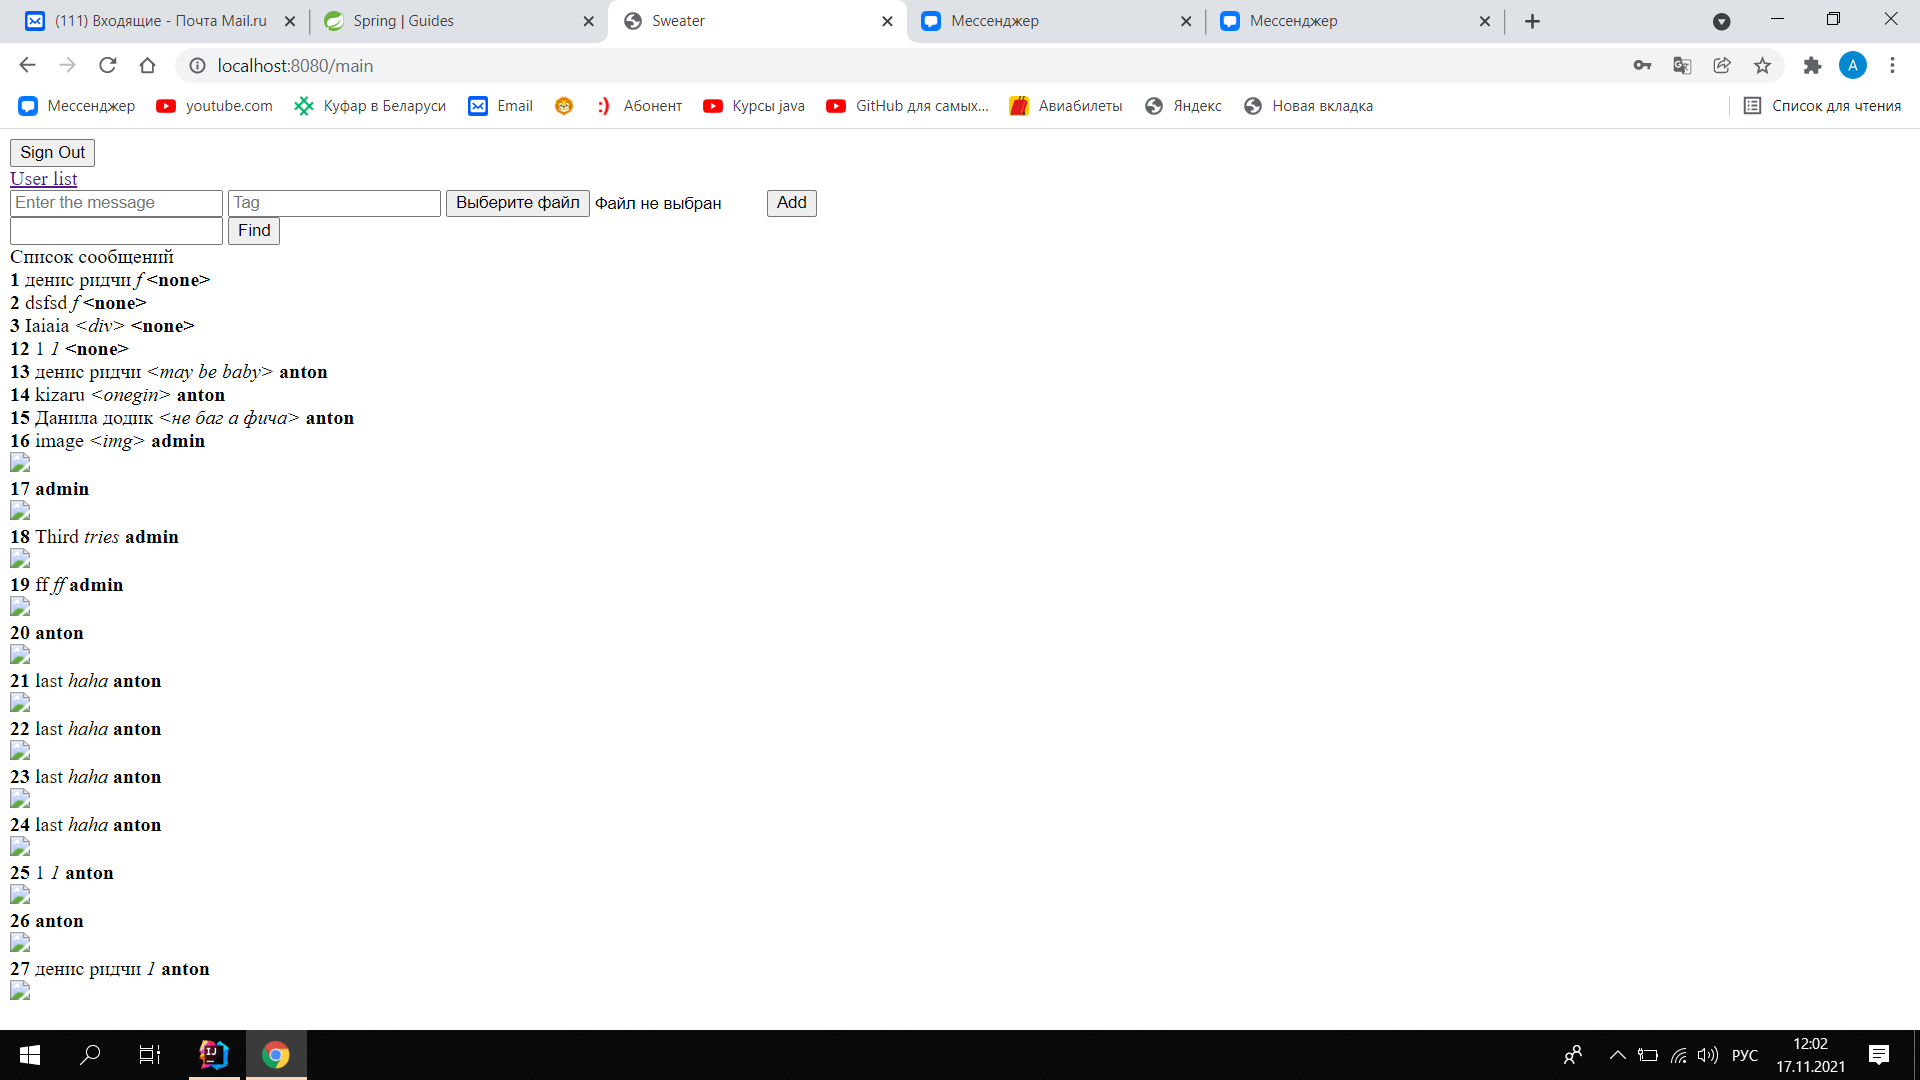 (111) Входящие - Почта Mail.ru
Spring | Guides
Sweater
Мессенджер
Мессенджер
localhost:8080/main
A
Мессенджер
youtube.com
Куфар в Беларуси
Email
:) Абонент
Курсы java
GitHub для самых...
Авиабилеты
Яндекс
Новая вкладка
Список для чтения
Sign Out
User list
Enter the message Tag Выберите файл Файл не выбран Add
Find
Список сообщений
1 денис ридчи f <none>
2 dsfsd f <none>
3 Iaiaia <div> <none>
12 1 1 <none>
13 денис ридчи <may be baby> anton
14 kizaru <onegin> anton
15 Данила додик <не баг а фича> anton
16 image <img> admin
17 admin
18 Third tries admin
19 ff ff admin
20 anton
21 last haha anton
22 last haha anton
23 last haha anton
24 last haha anton
25 1 1 anton
26 anton
27 денис ридчи 1 anton
IJ
РУС
12:02
17.11.2021